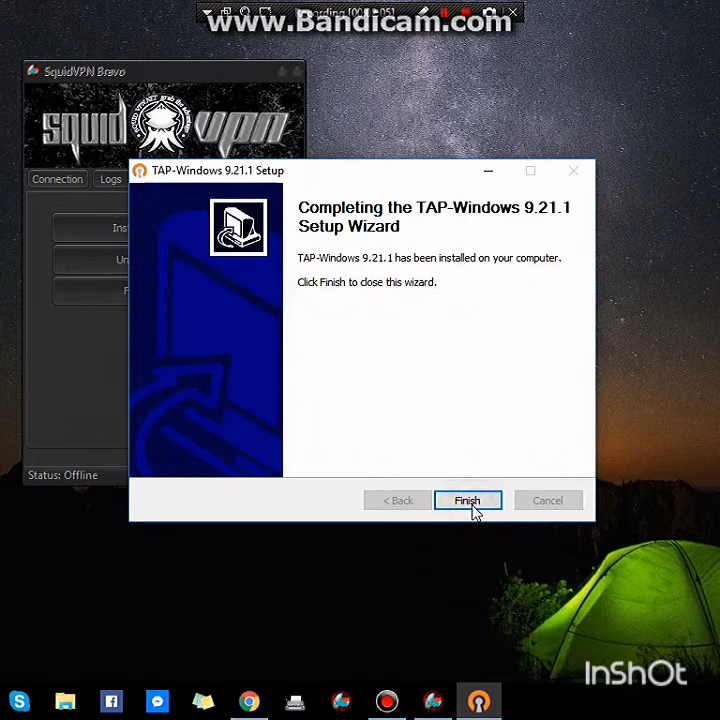 www.Bandicam.com
SquidVPN Bravo
squid vpn
Connection
Logs
TAP-Windows 9.21.1 Setup
Completing the TAP-Windows 9.21.1
Setup Wizard
TAP-Windows 9.21.1 has been installed on your computer.
Click Finish to close this wizard.
Status: Offline
< Back
Finish
Cancel
InShOt